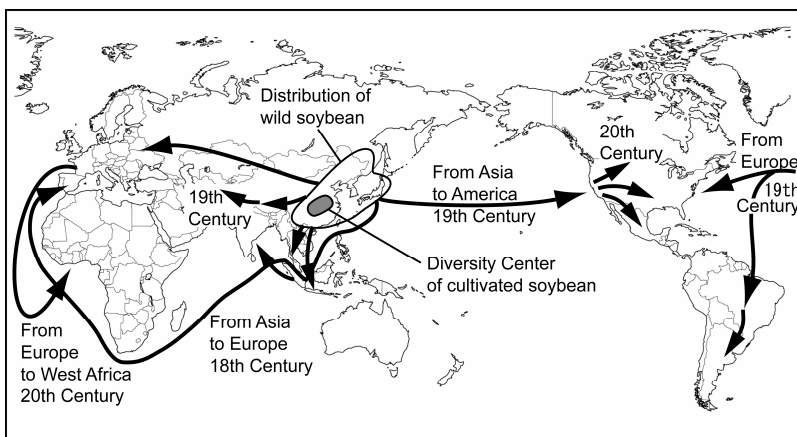 Distribution of
wild soybean
20th
Century
From
Europe
19th
Century
From Asia
to America
19th Century
19th
Century
Diversity Center
of cultivated soybean
From Asia
to Europe
18th Century
From
Europe
to West Africa
20th Century